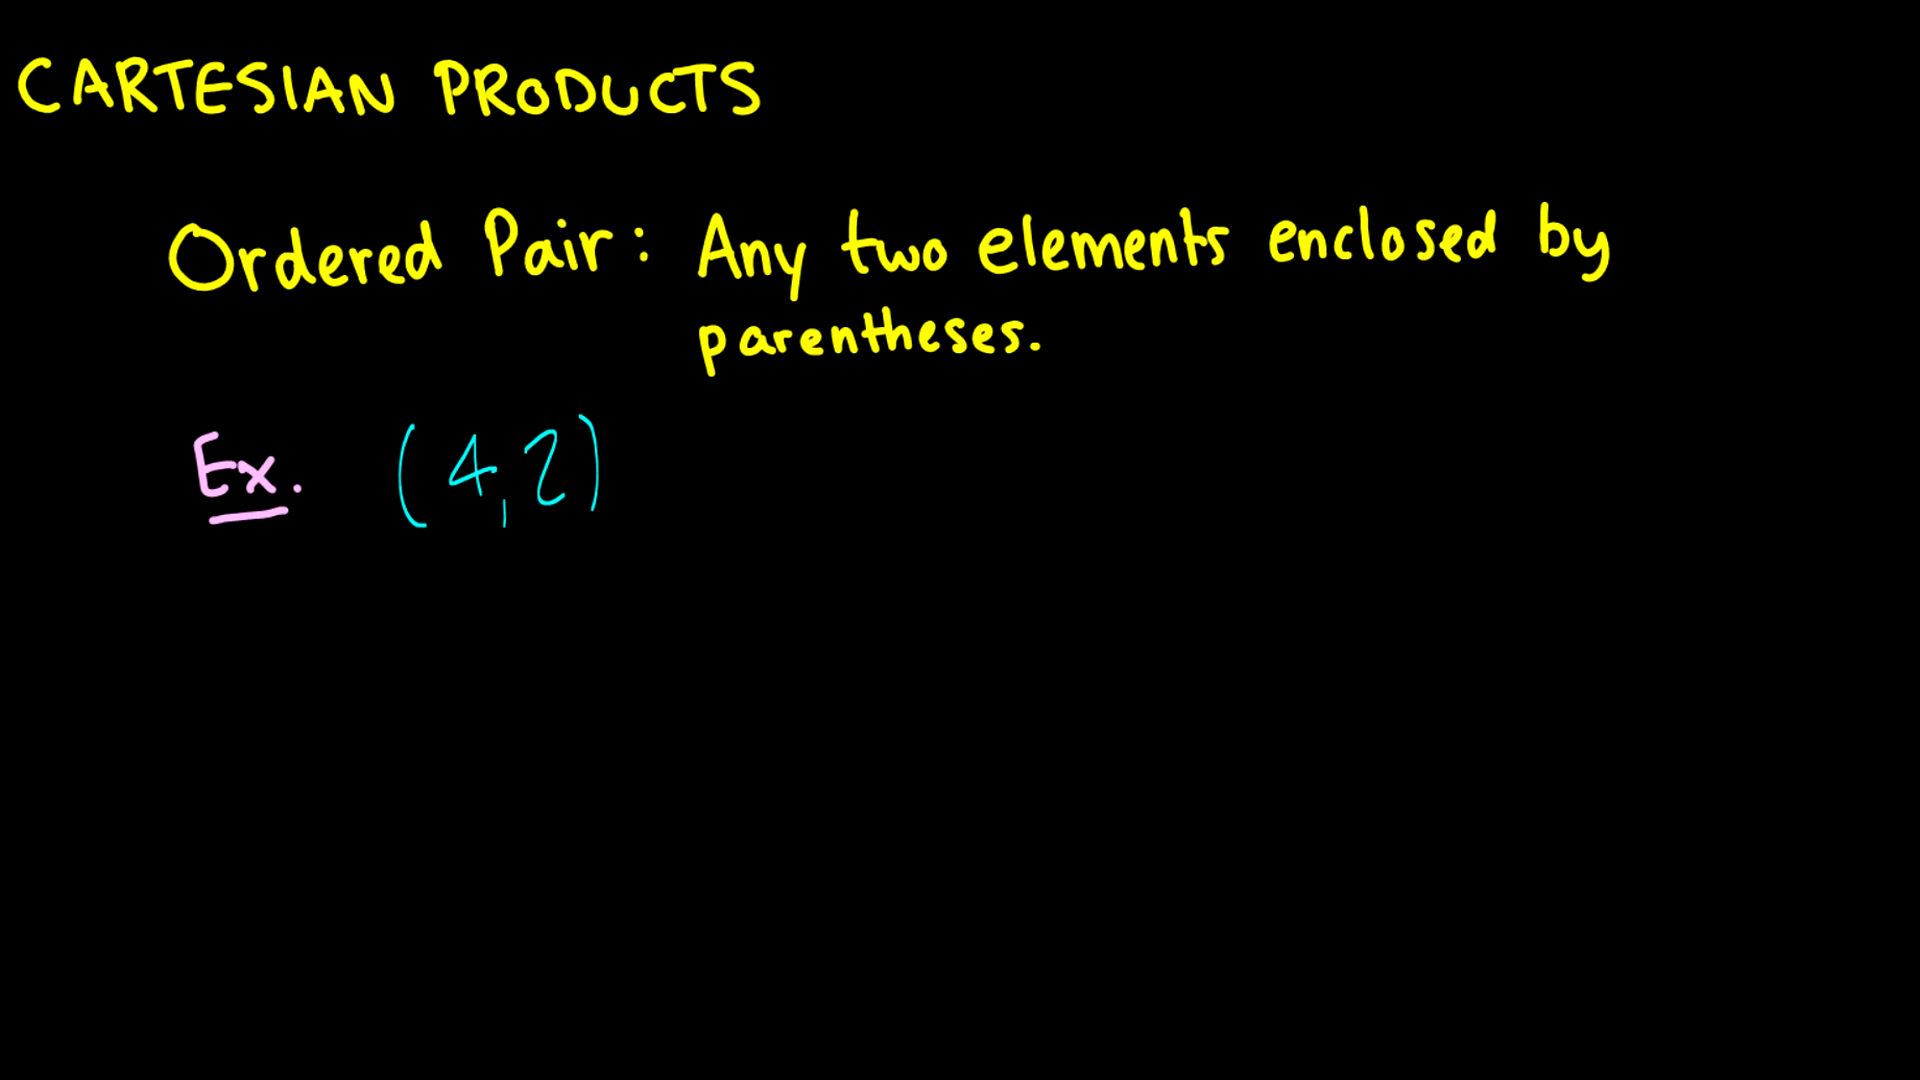 CARTESIAN PRODUCTS
Ordered Pair: Any two elements enclosed by
parentheses.
Ex. (4,2)